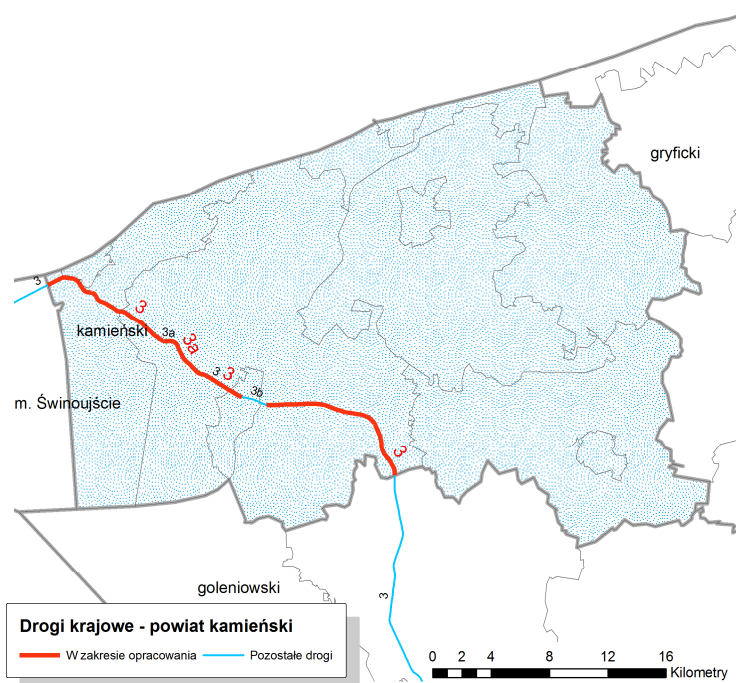 gryficki
3
3
kamieński
3a
3a
3
3
3b
m. Świnoujście
3
goleniowski
3
Drogi krajowe - powiat kamieński
W zakresie opracowania
Pozostałe drogi
0 2 4 8 12 16
Kilometry